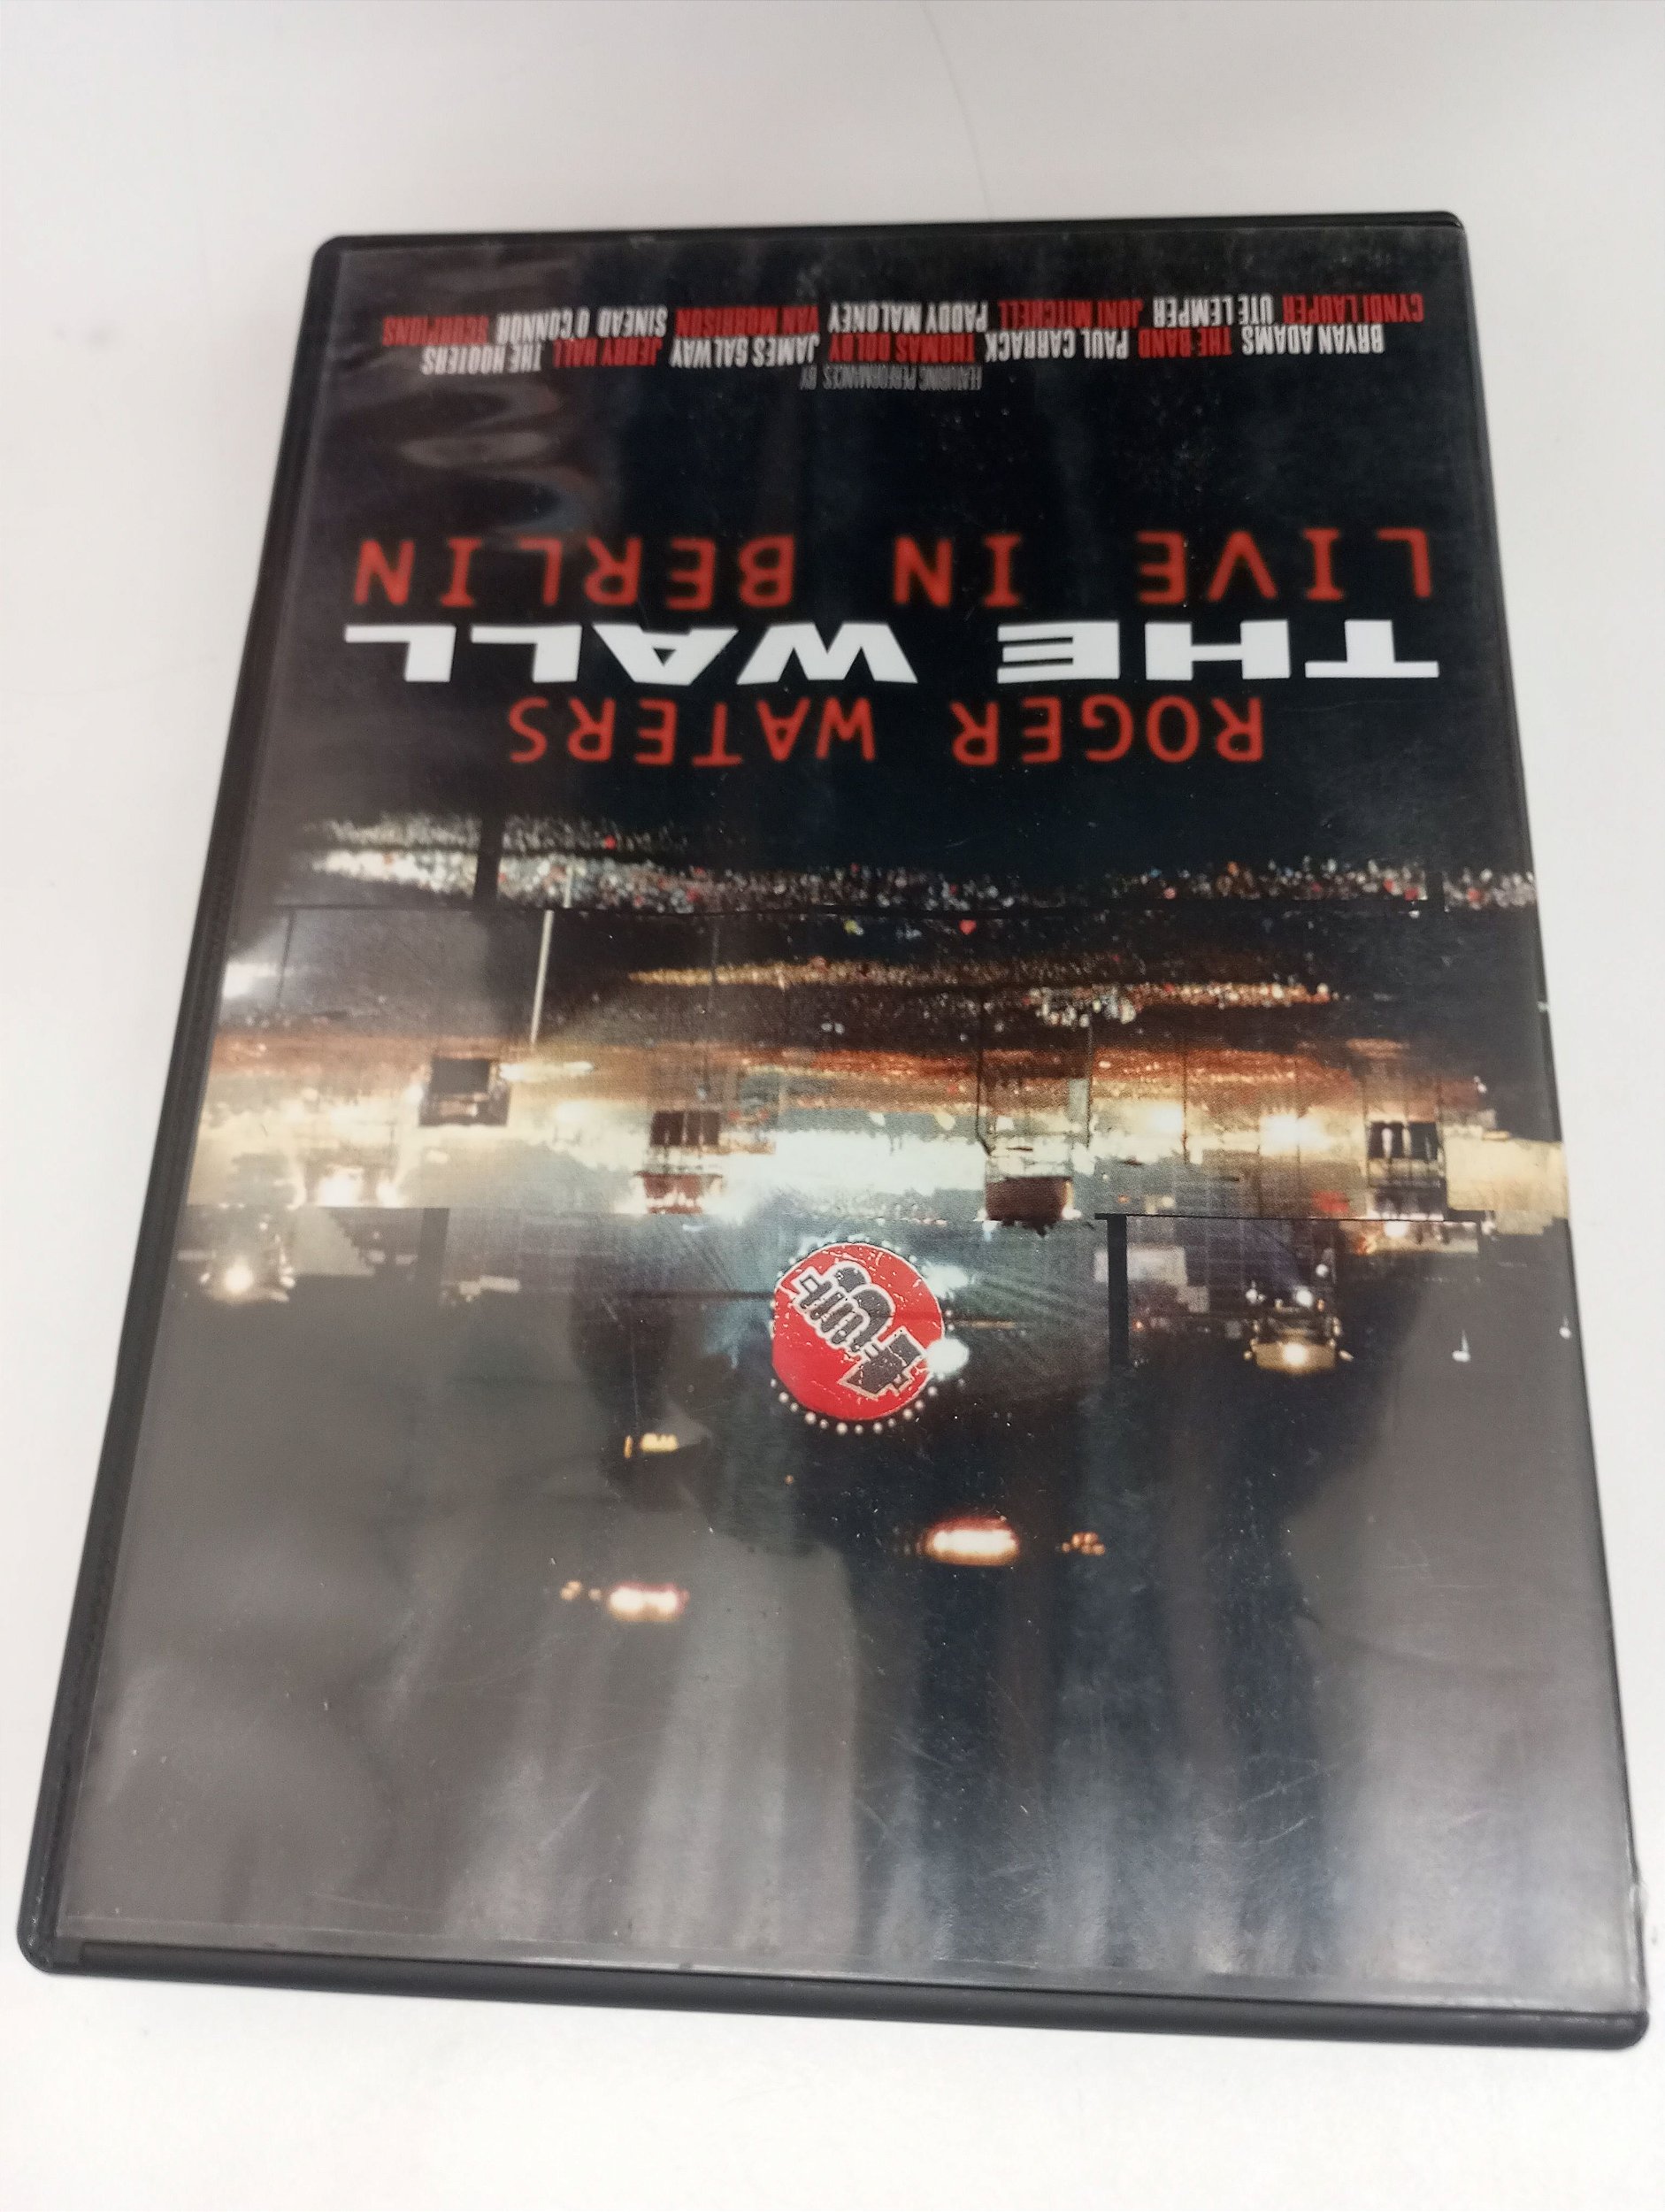 ROGER WATERS
THE WALL
LIVE IN BERLIN
FEATURING PERFORMANCES BY
BRYAN ADAMS THE BAND PAUL CARRACK THOMAS DOLBY JAMES GALWAY JERRY HALL THE HOOTERS
CYNDI LAUPER UTE LEMPER JONI MITCHELL PADDY MALONEY VAN MORRISON SINEAD O'CONNOR SCORPIONS